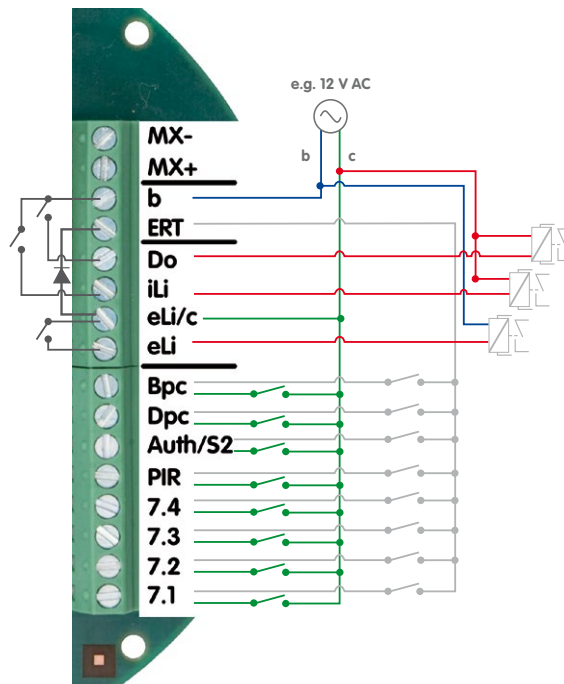 e.g. 12 V AC
b c
MX-
MX+
b
ERT
Do
iLi
eLi/c
eLi
Bpc
Dpc
Auth/S2
PIR
7.4
7.3
7.2
7.1